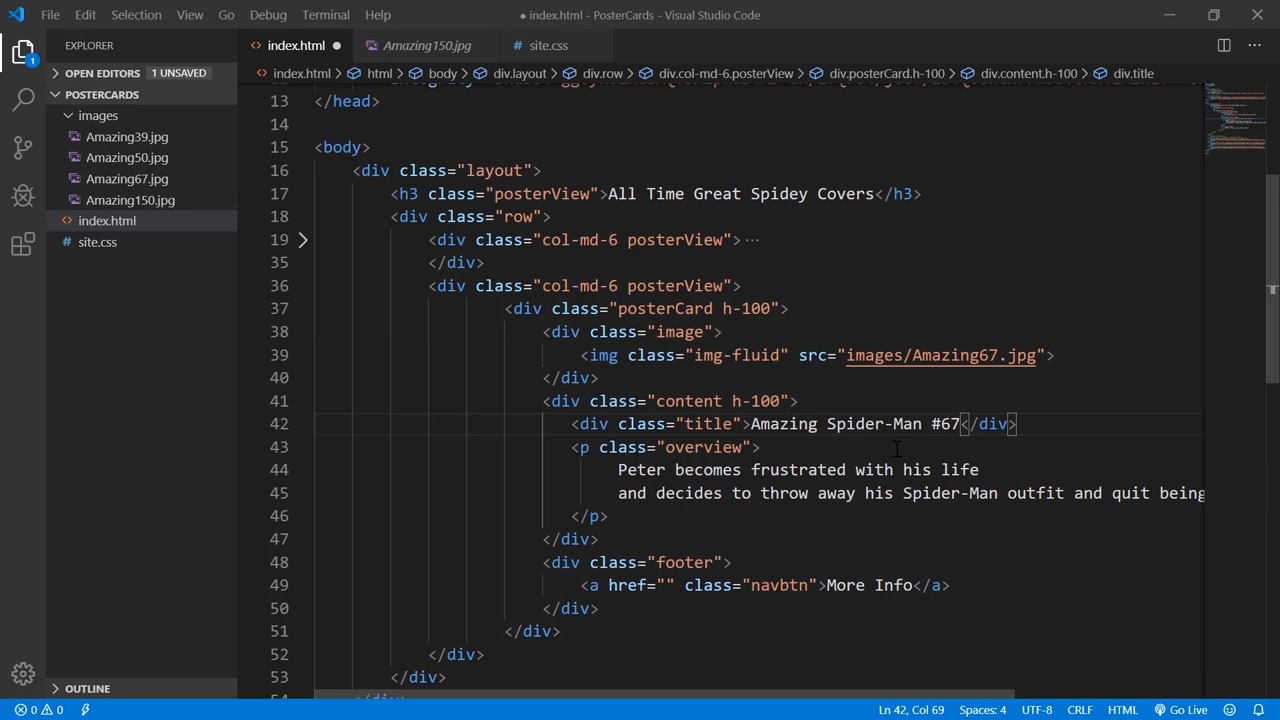 File Edit Selection View Go Debug Terminal Help
● index.html - PosterCards - Visual Studio Code
EXPLORER
OPEN EDITORS 1 UNSAVED
POSTERCARDS
images
Amazing39.jpg
Amazing50.jpg
Amazing67.jpg
Amazing150.jpg
<> index.html
# site.css
OUTLINE
1
<> index.html ● Amazing150.jpg # site.css ...
<> index.html > html > body > div.layout > div.row > div.col-md-6.posterView > div.posterCard.h-100 > div.content.h-100 > div.title
13 </head>
14
15 <body>
16 <div class="layout">
17 <h3 class="posterView">All Time Great Spidey Covers</h3>
18 <div class="row">
19 <div class="col-md-6 posterView"> ...
35 </div>
36 <div class="col-md-6 posterView">
37 <div class="posterCard h-100">
38 <div class="image">
39 <img class="img-fluid" src="images/Amazing67.jpg">
40 </div>
41 <div class="content h-100">
42 <div class="title">Amazing Spider-Man #67</div>
43 <p class="overview">
44 Peter becomes frustrated with his life
45 and decides to throw away his Spider-Man outfit and quit being
46 </p>
47 </div>
48 <div class="footer">
49 <a href="" class="navbtn">More Info</a>
50 </div>
51 </div>
52 </div>
53 </div>
0 0 Ln 42, Col 69 Spaces: 4 UTF-8 CRLF HTML Go Live